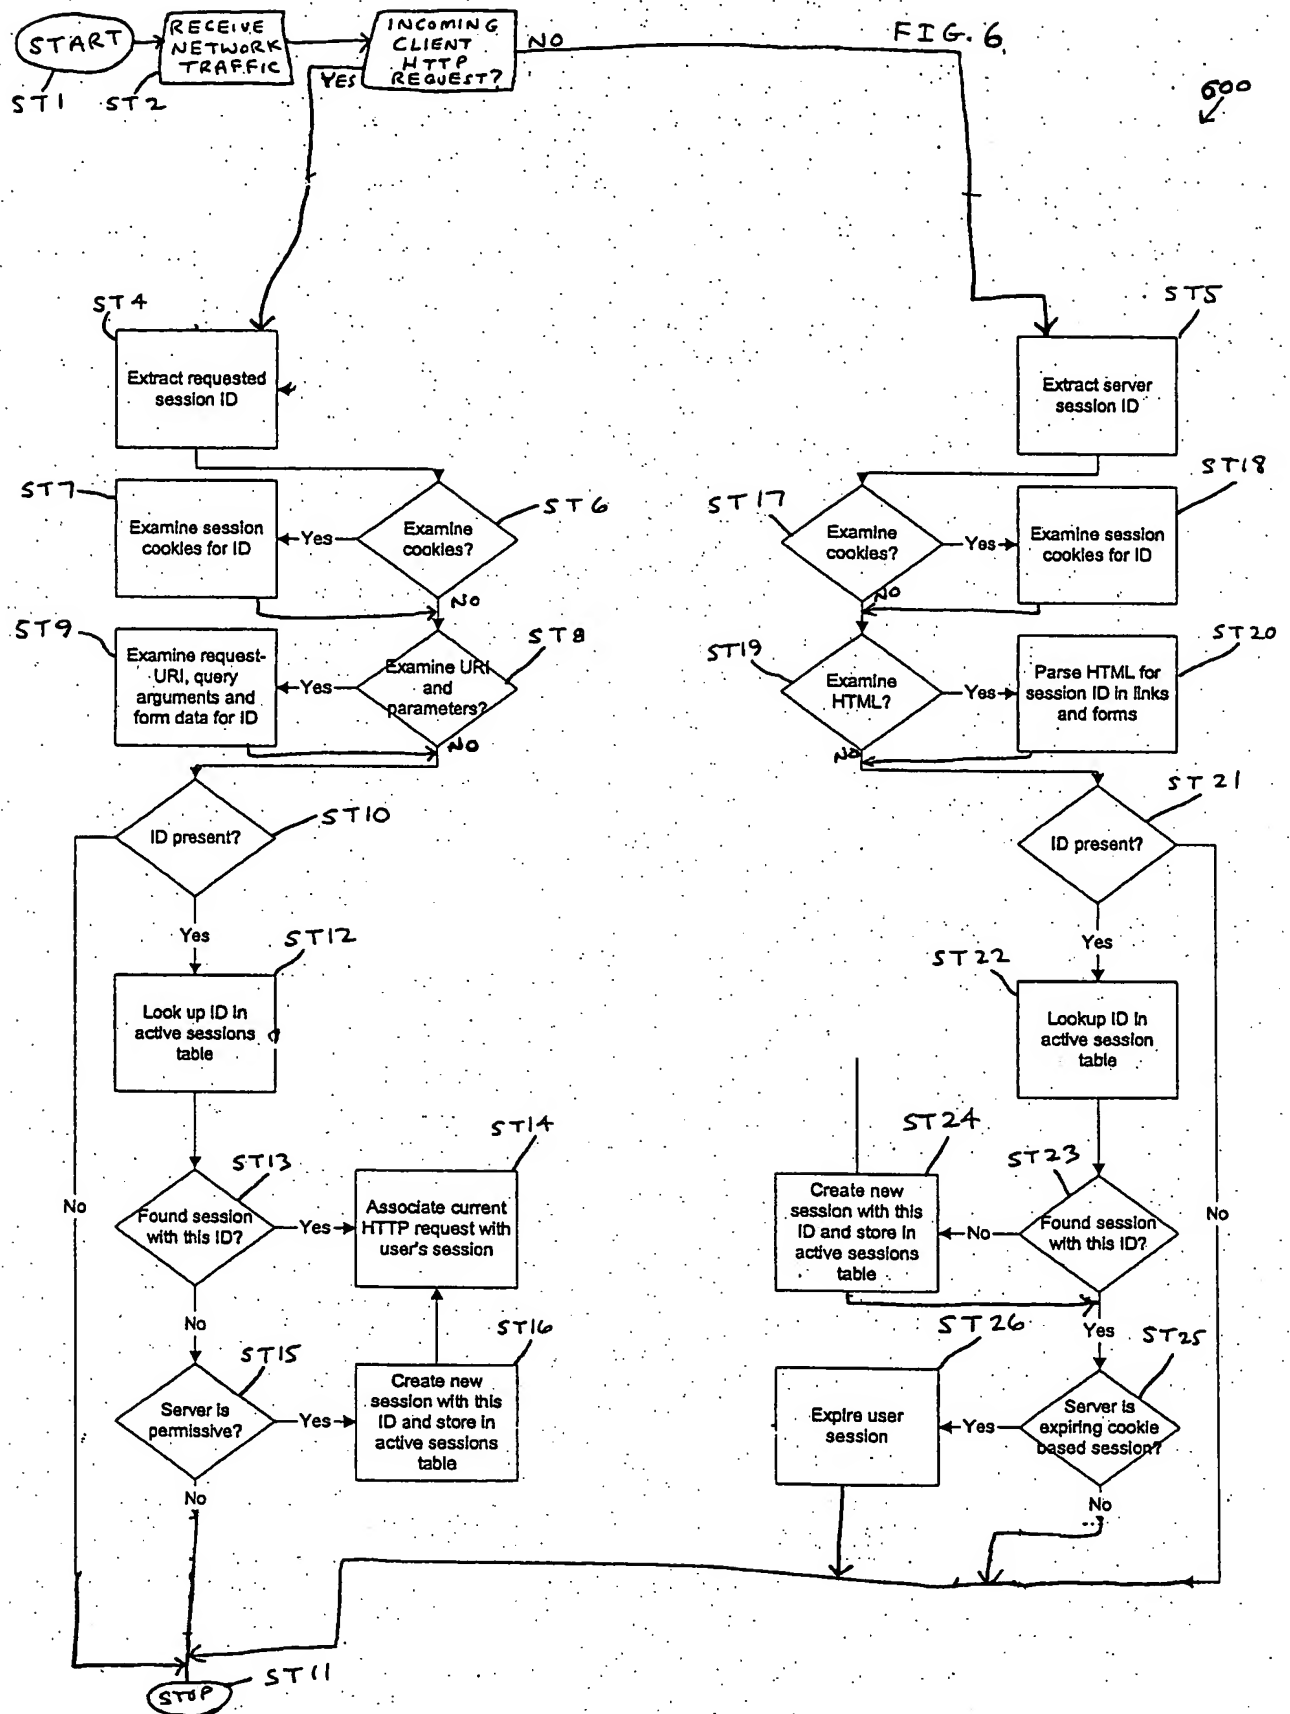 FIG. 6
600
START
ST1
RECEIVE
NETWORK
TRAFFIC
ST2
INCOMING
CLIENT
HTTP
REQUEST?
YES
NO
ST4
Extract requested
session ID
ST5
Extract server
session ID
ST7
Examine session
cookies for ID
Yes
Examine
cookies?
ST6
NO
ST17
Examine
cookies?
Yes
Examine session
cookies for ID
ST18
NO
ST9
Examine request-
URI, query
arguments and
form data for ID
Yes
Examine URI
and
parameters?
ST8
NO
ST19
Examine
HTML?
Yes
Parse HTML for
session ID in links
and forms
ST20
NO
ID present?
ST10
ID present?
ST21
Yes
Yes
ST12
Look up ID in
active sessions
table
ST22
Lookup ID in
active session
table
No
ST13
Found session
with this ID?
Yes
ST14
Associate current
HTTP request with
user's session
ST24
Create new
session with this
ID and store in
active sessions
table
No
ST23
Found session
with this ID?
No
No
Yes
ST15
Server is
permissive?
Yes
ST16
Create new
session with this
ID and store in
active sessions
table
ST26
Expire user
session
Yes
ST25
Server is
expiring cookie
based session?
No
No
STOP
ST11